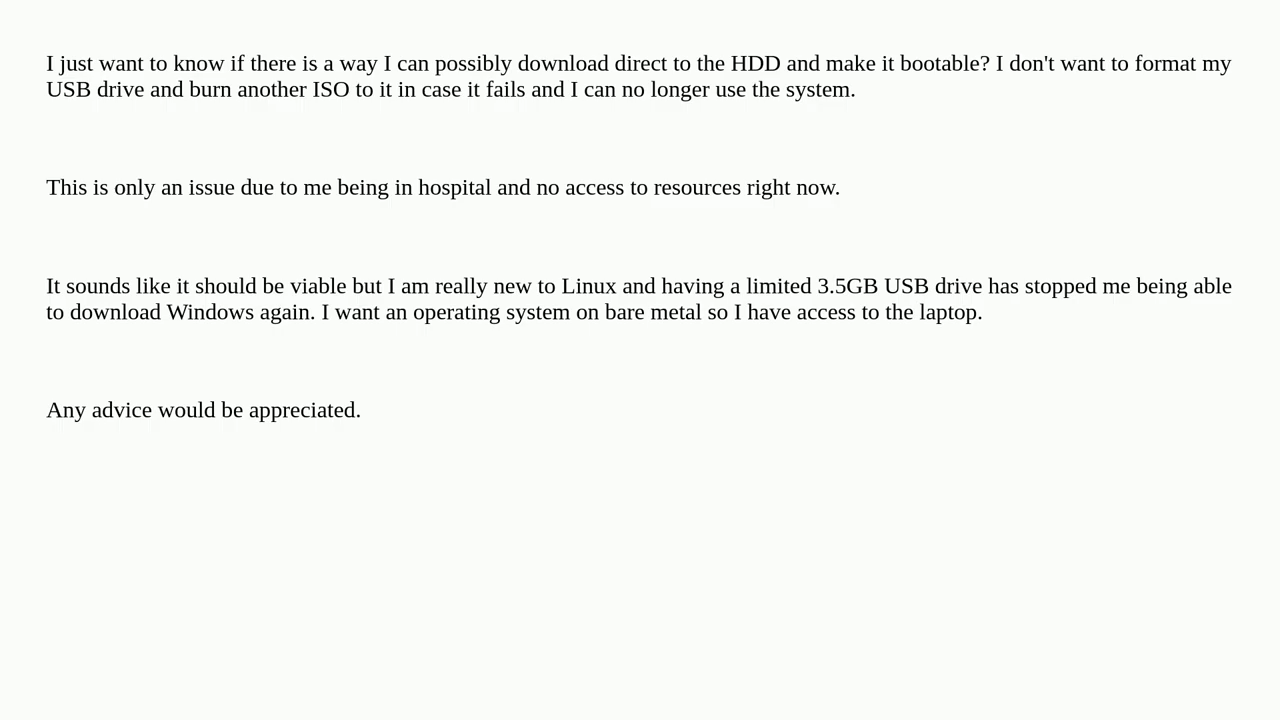 I just want to know if there is a way I can possibly download direct to the HDD and make it bootable? I don't want to format my
USB drive and burn another ISO to it in case it fails and I can no longer use the system.
This is only an issue due to me being in hospital and no access to resources right now.
It sounds like it should be viable but I am really new to Linux and having a limited 3.5GB USB drive has stopped me being able
to download Windows again. I want an operating system on bare metal so I have access to the laptop.
Any advice would be appreciated.